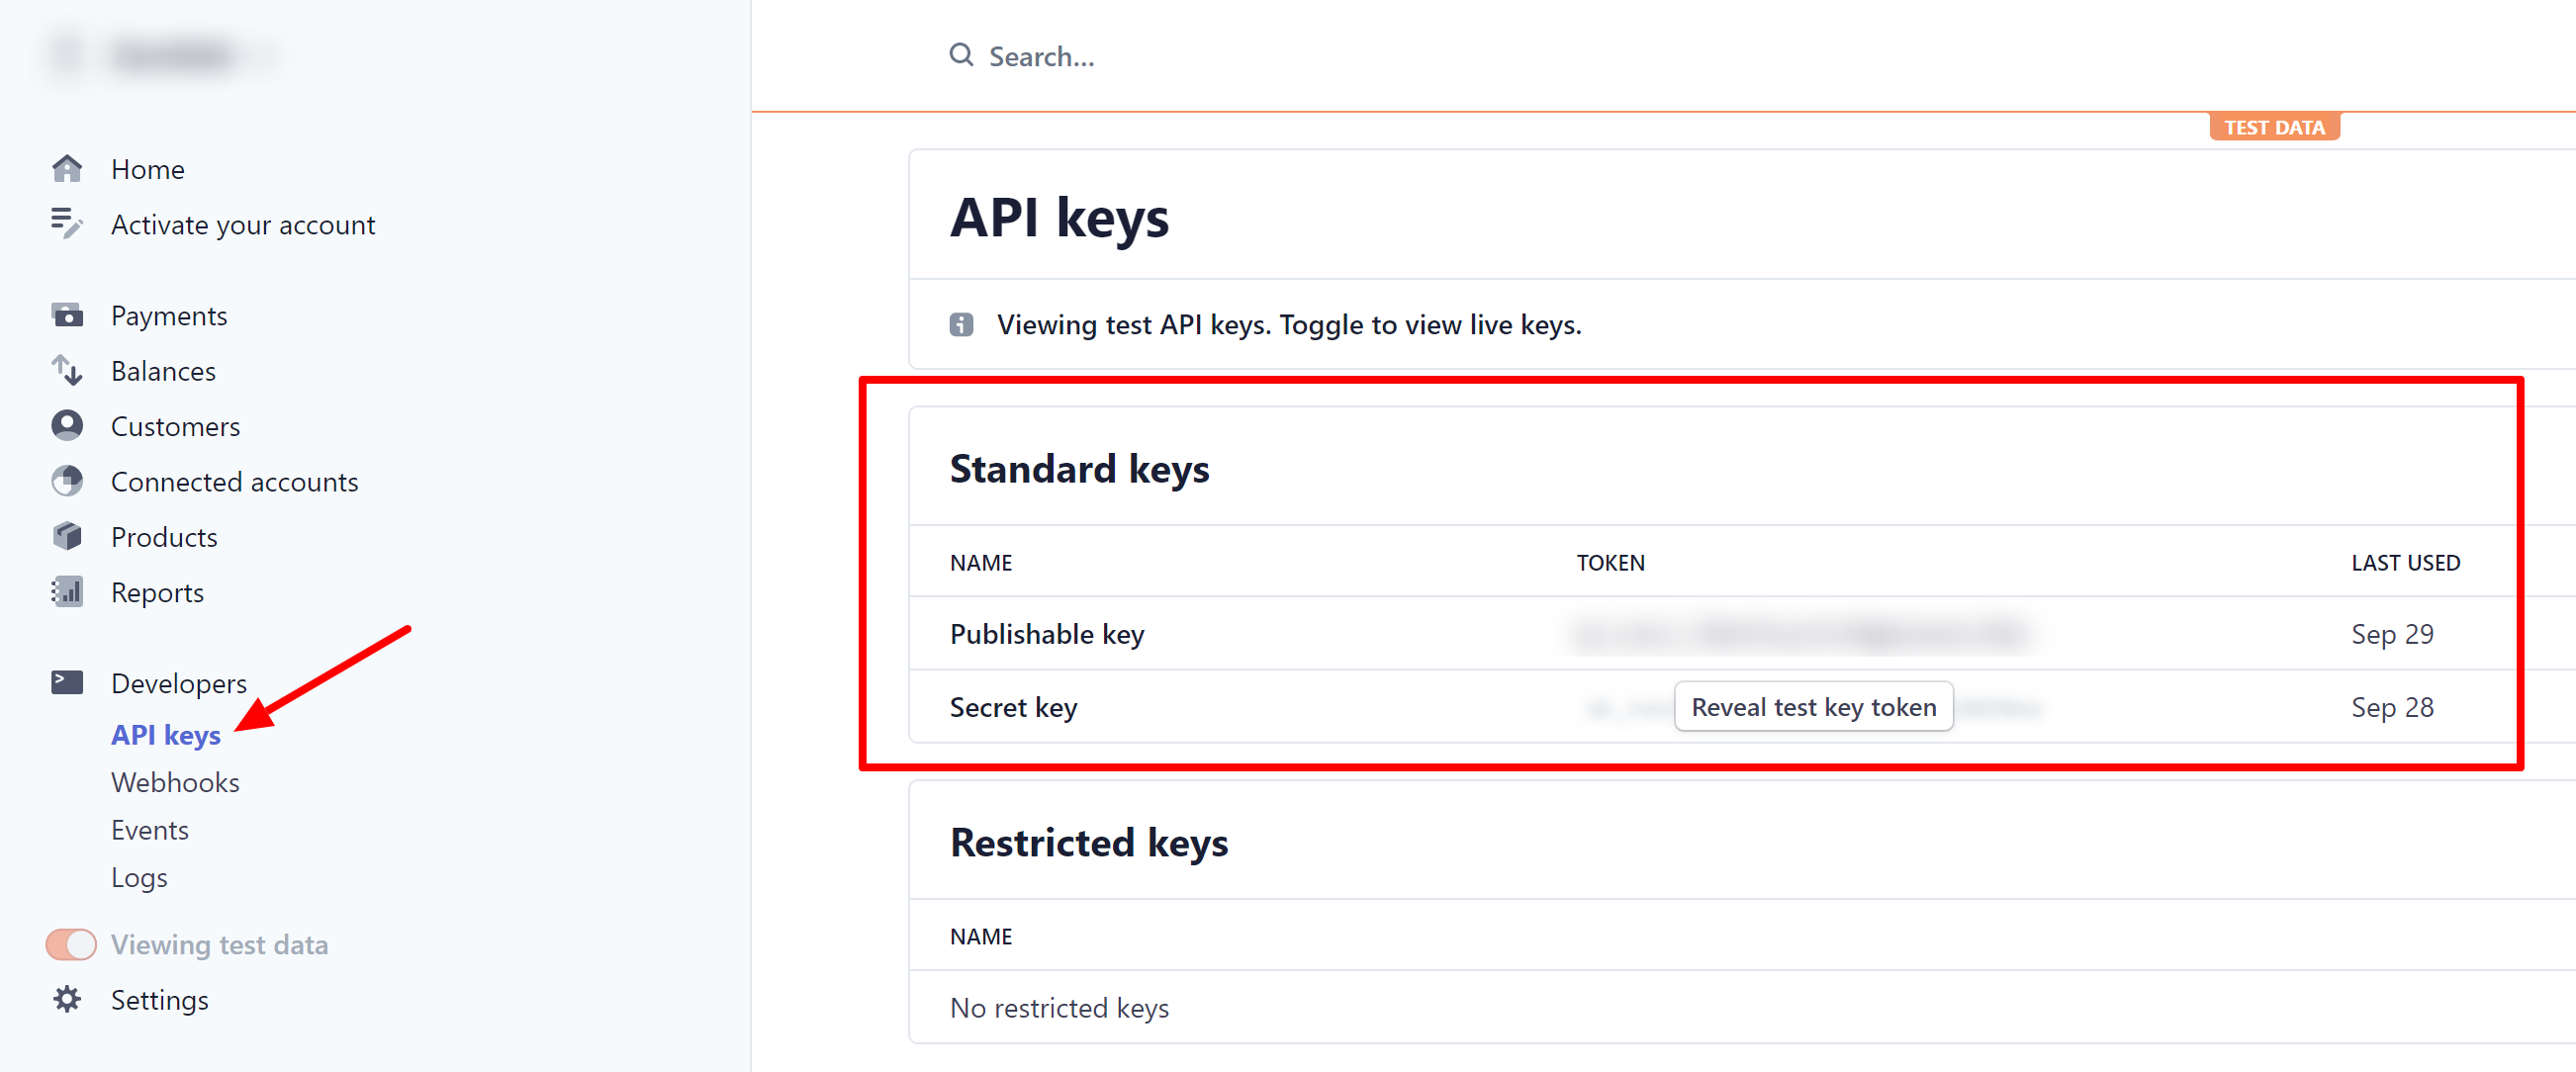 Search...
TEST DATA
Home
Activate your account
Payments
Balances
Customers
Connected accounts
Products
Reports
Developers
API keys
Webhooks
Events
Logs
Viewing test data
Settings
API keys
Viewing test API keys. Toggle to view live keys.
Standard keys
NAME TOKEN LAST USED
Publishable key Sep 29
Secret key Reveal test key token Sep 28
Restricted keys
NAME
No restricted keys